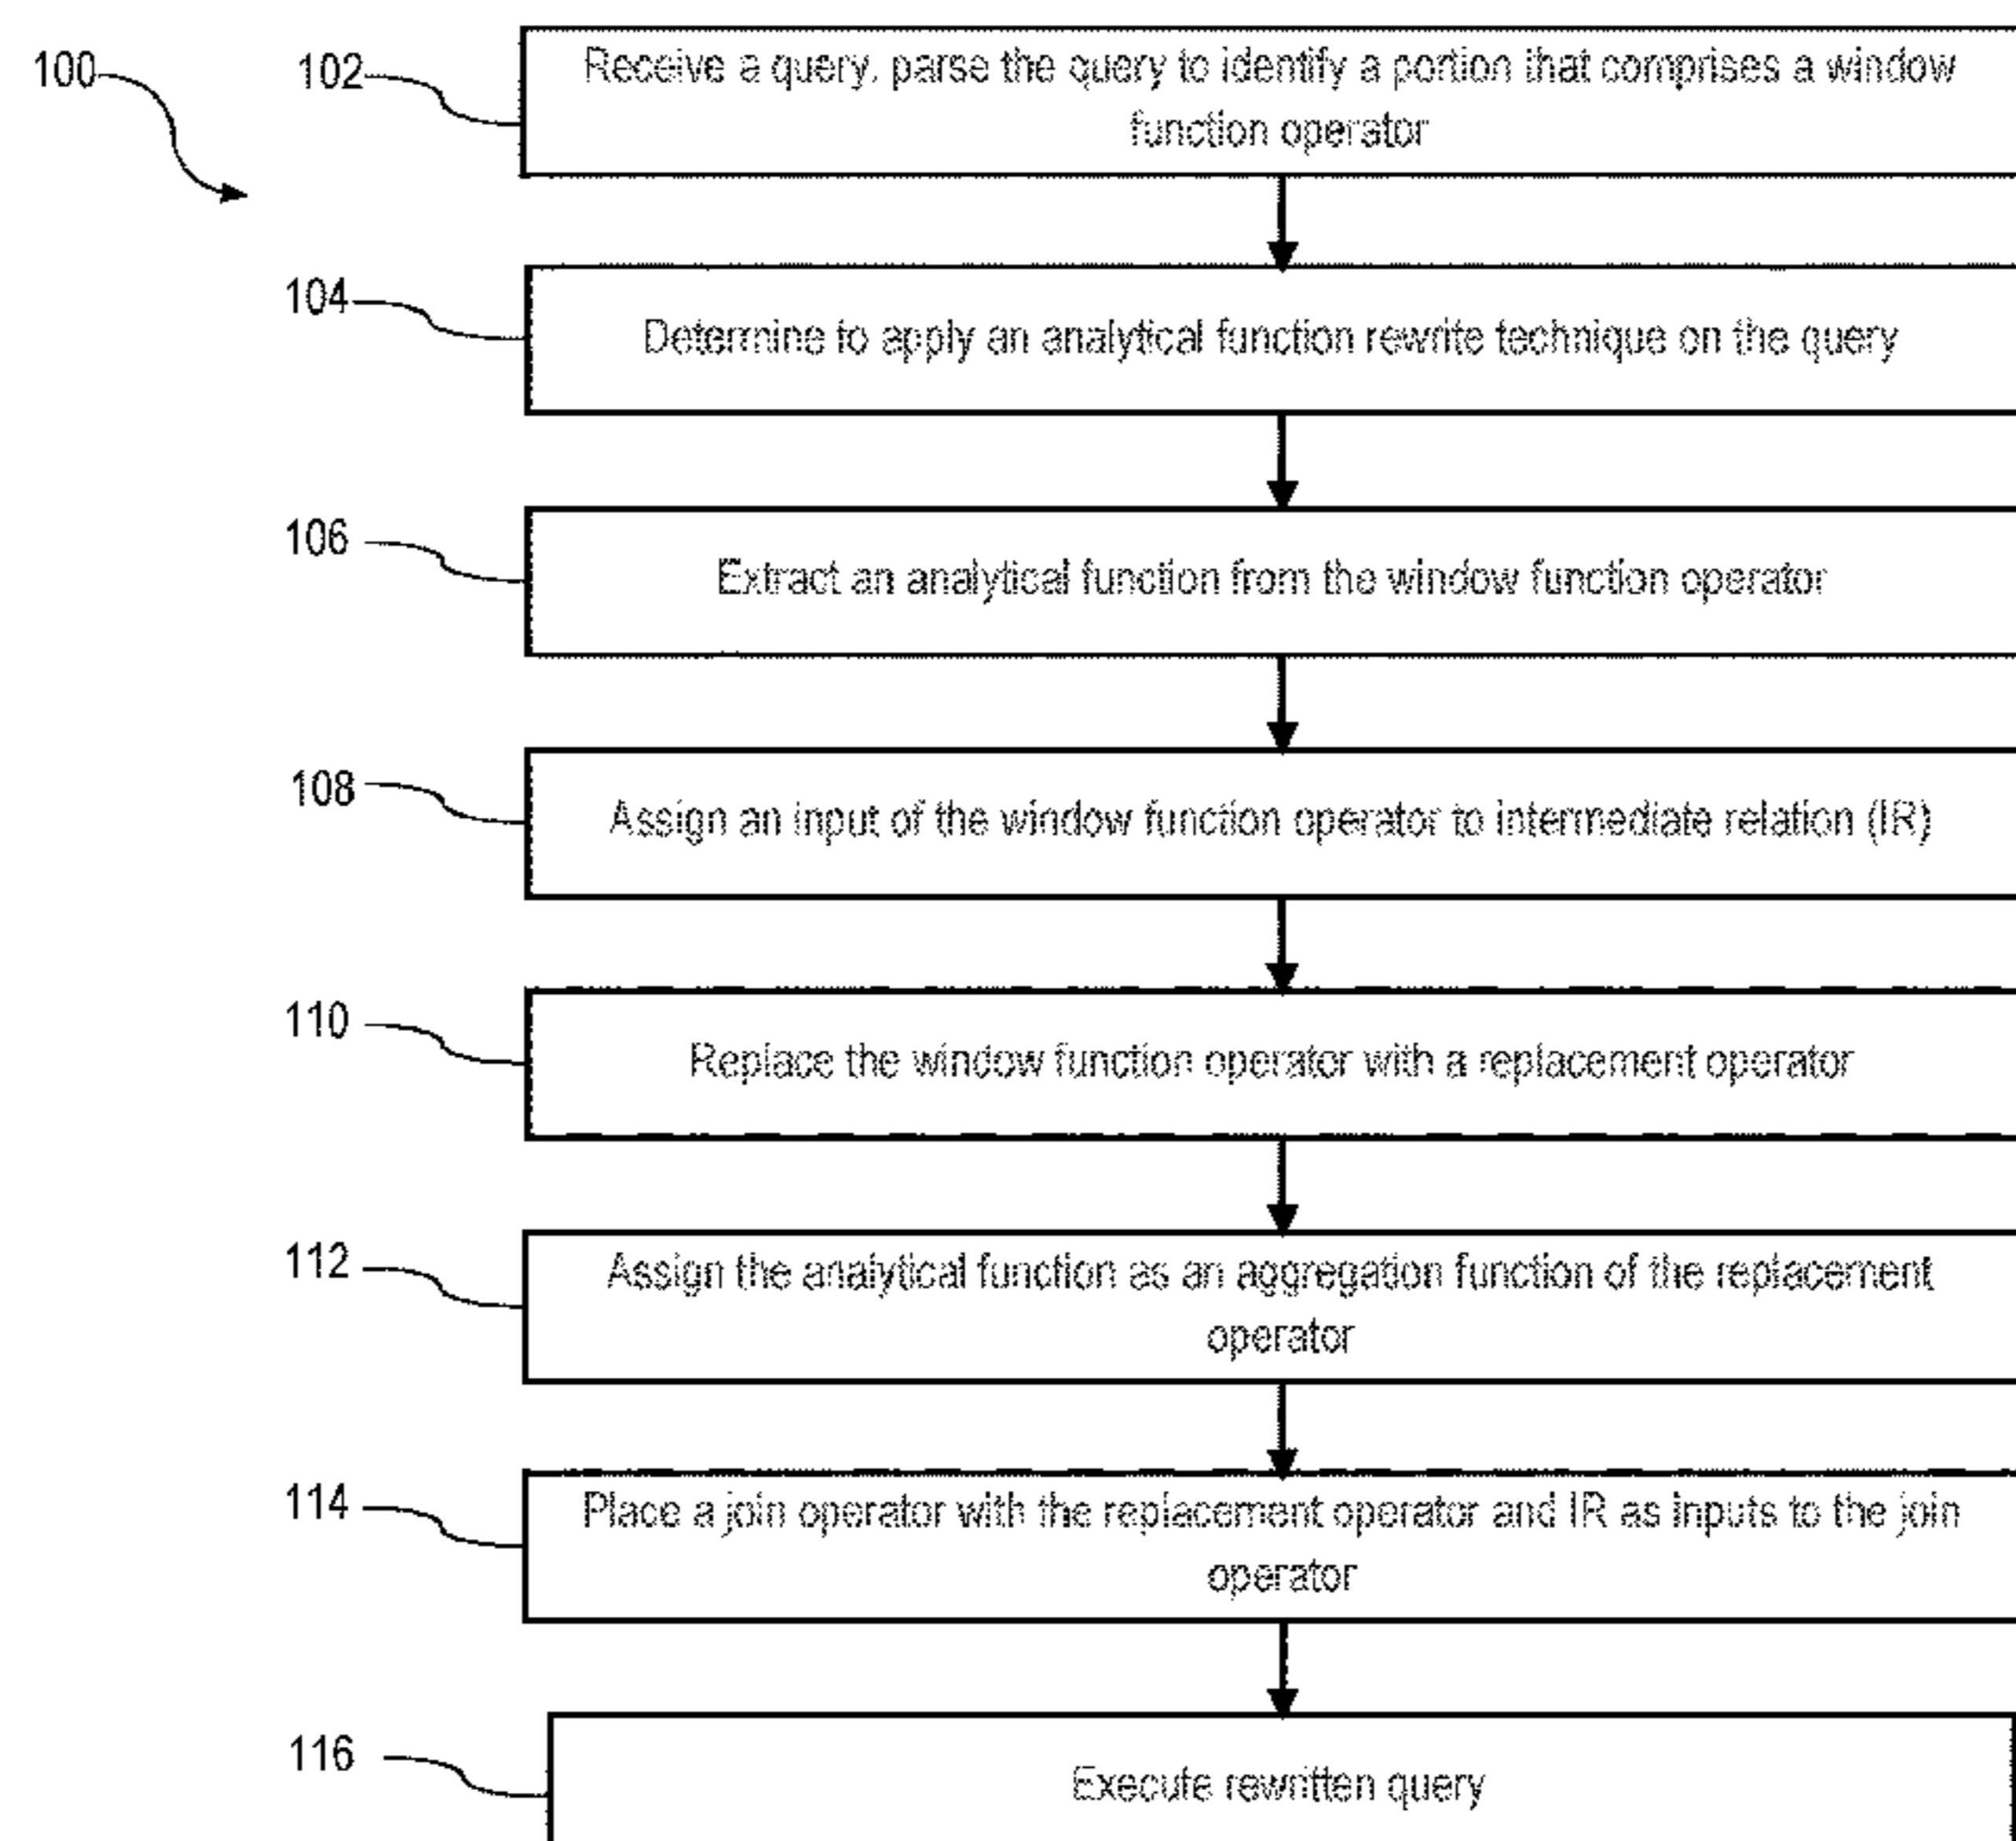 100
102
Receive a query, parse the query to identify a portion that comprises a window
function operator
104
Determine to apply an analytical function rewrite technique on the query
106
Extract an analytical function from the window function operator
108
Assign an input of the window function operator to intermediate relation (IR)
110
Replace the window function operator with a replacement operator
112
Assign the analytical function as an aggregation function of the replacement
operator
114
Place a join operator with the replacement operator and IR as inputs to the join
operator
116
Execute rewritten query